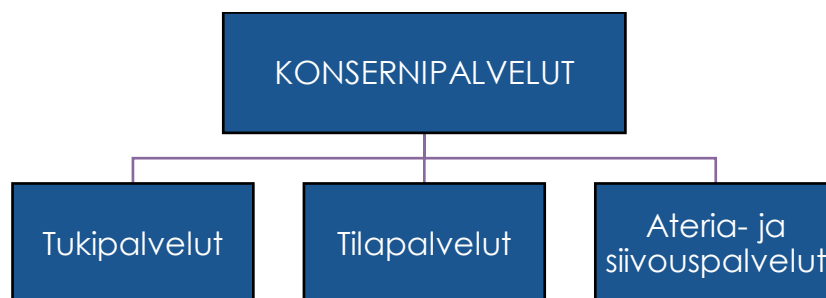 KONSERNIPALVELUT
Tukipalvelut
Tilapalvelut
Ateria- ja
siivouspalvelut